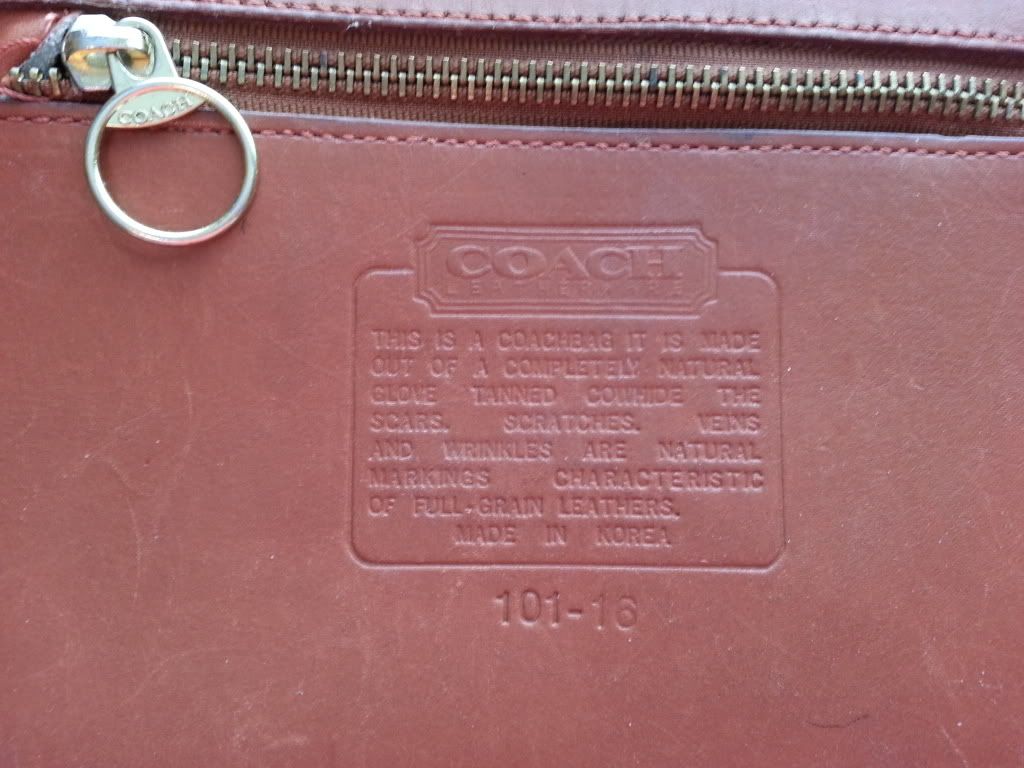 COACH
COACH
LEATHERWARE
THIS IS A COACHBAG IT IS MADE
OUT OF A COMPLETELY NATURAL
GLOVE TANNED COWHIDE THE
SCARS. SCRATCHES. VEINS
AND WRINKLES ARE NATURAL
MARKINGS CHARACTERISTIC
OF FULL-GRAIN LEATHERS.
MADE IN KOREA
101-16